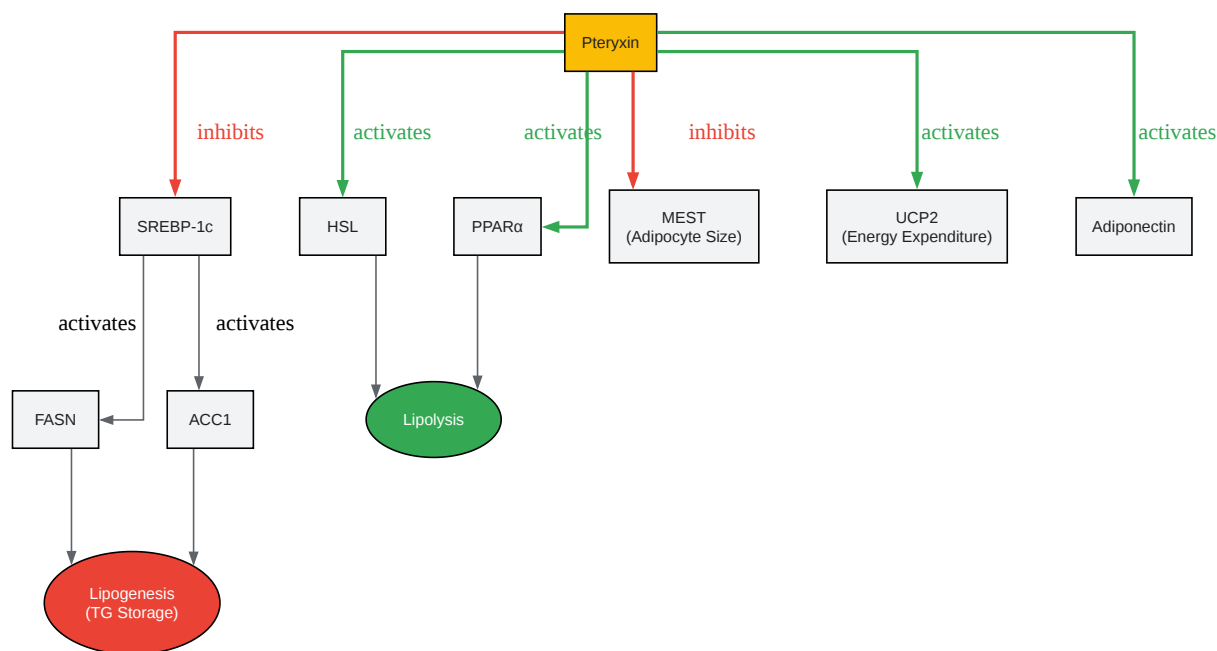 Pteryxin
inhibits
activates
activates
inhibits
activates
activates
SREBP-1c
HSL
PPARα
MEST
(Adipocyte Size)
UCP2
(Energy Expenditure)
Adiponectin
activates
activates
FASN
ACC1
Lipolysis
Lipogenesis
(TG Storage)